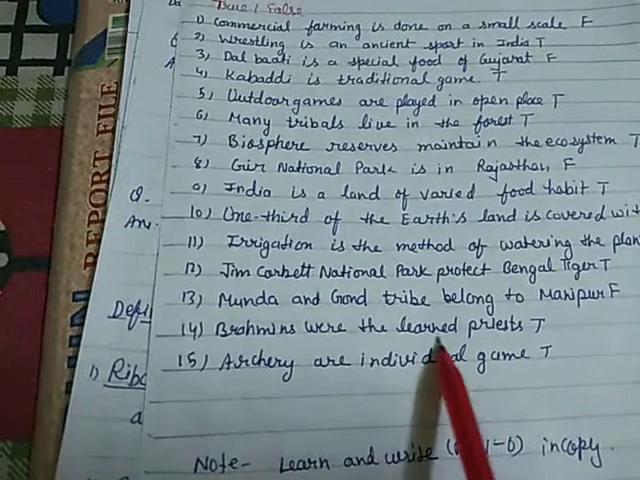 True / False
1) Commercial farming is done on a small scale F
2) Wrestling is an ancient sport in India T
3) Dal baati is a special food of Gujarat F
4) Kabaddi is traditional game. T
5) Outdoor games are played in open place T
6) Many tribals live in the forest T
7) Biosphere reserves maintain the ecosystem T
8) Gir National Park is in Rajasthan, F
9) India is a land of varied food habit T
10) One-third of the Earth's land is covered with
11) Irrigation is the method of watering the plan
12) Jim Corbett National Park protect Bengal Tiger T
13) Munda and Gond tribe belong to Manipur F
14) Brahmins were the learned priests T
15) Archery are individual game T
Note- Learn and write in copy.
REPORT FILE
Q.
Ans.
Defi
1) Ribo
a